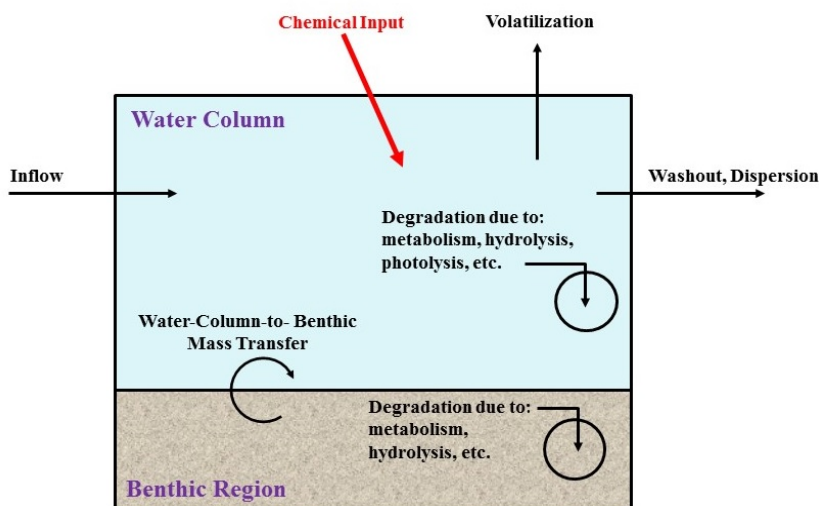 Chemical Input
Volatilization
Water Column
Inflow
Washout, Dispersion
Degradation due to:
metabolism, hydrolysis,
photolysis, etc.
Water-Column-to- Benthic
Mass Transfer
Degradation due to:
metabolism,
hydrolysis, etc.
Benthic Region